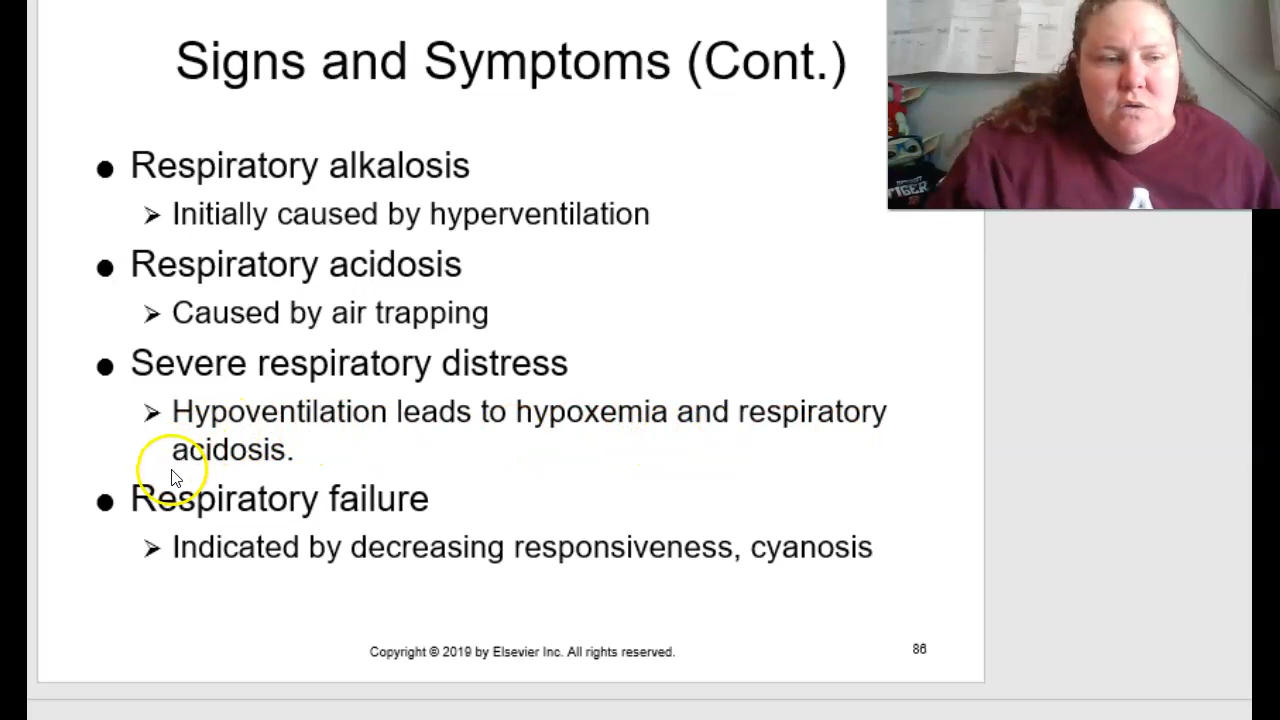 Signs and Symptoms (Cont.)
● Respiratory alkalosis
➢ Initially caused by hyperventilation
● Respiratory acidosis
➢ Caused by air trapping
● Severe respiratory distress
➢ Hypoventilation leads to hypoxemia and respiratory
acidosis.
● Respiratory failure
➢ Indicated by decreasing responsiveness, cyanosis
Copyright © 2019 by Elsevier Inc. All rights reserved.
86
TIGER
A